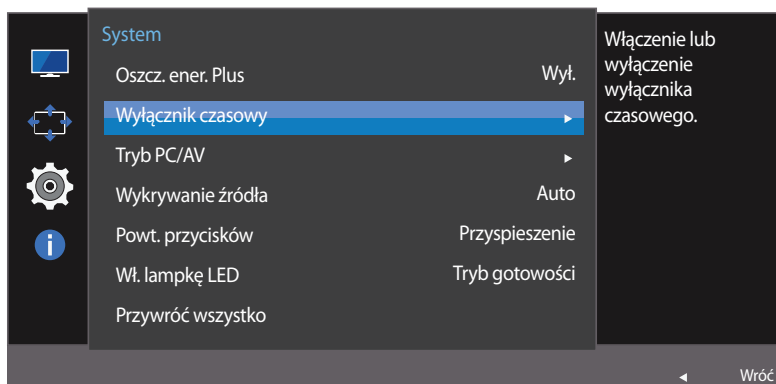 System
Oszcz. ener. Plus Wył.
Wyłącznik czasowy
Tryb PC/AV
Wykrywanie źródła Auto
Powt. przycisków Przyspieszenie
Wł. lampkę LED Tryb gotowości
Przywróć wszystko
Włączenie lub
wyłączenie
wyłącznika
czasowego.
Wróć